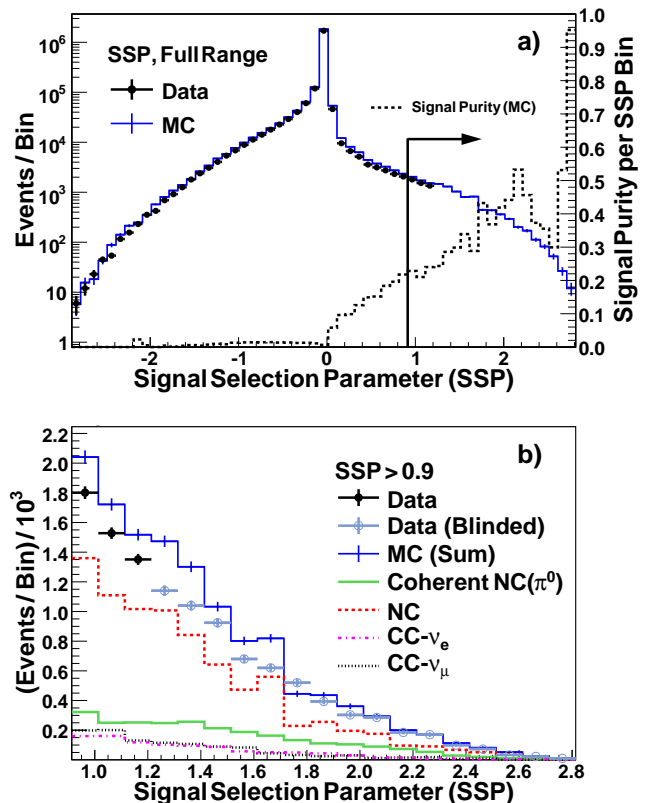 a)
SSP, Full Range
Data
MC
Signal Purity (MC)
Events / Bin
10^6
10^5
10^4
10^3
10^2
10
1
Signal Purity per SSP Bin
1.0
0.9
0.8
0.7
0.6
0.5
0.4
0.3
0.2
0.1
0.0
-2 -1 0 1 2
Signal Selection Parameter (SSP)
b)
SSP > 0.9
Data
Data (Blinded)
MC (Sum)
Coherent NC(π^0)
NC
CC-ν_e
CC-ν_μ
(Events / Bin) / 10^3
2.2
2.0
1.8
1.6
1.4
1.2
1.0
0.8
0.6
0.4
0.2
1.0 1.2 1.4 1.6 1.8 2.0 2.2 2.4 2.6 2.8
Signal Selection Parameter (SSP)